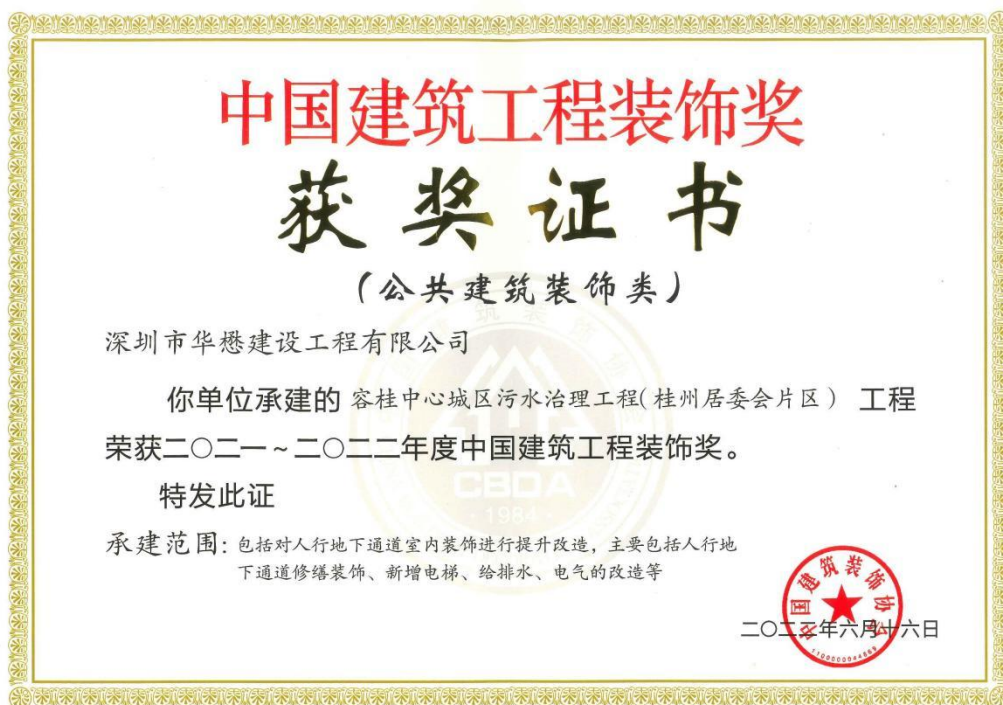 中国建筑工程装饰奖
获奖证书
(公共建筑装饰类)
深圳市华懋建设工程有限公司
你单位承建的 容桂中心城区污水治理工程(桂州居委会片区) 工程
荣获二〇二一~二〇二二年度中国建筑工程装饰奖。
特发此证
承建范围:包括对人行地下通道室内装饰进行提升改造，主要包括人行地
下通道修缮装饰、新增电梯、给排水、电气的改造等
中国建筑装饰协会
二〇二三年六月十六日
CBDA
1984